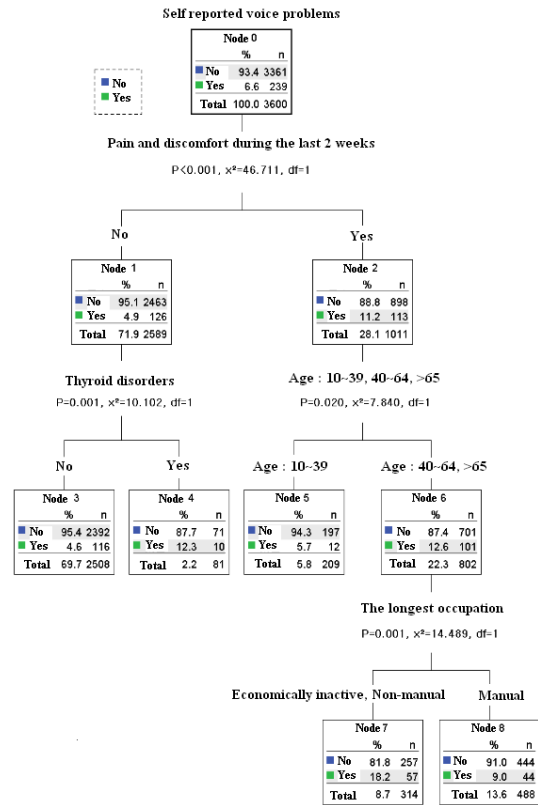 Self reported voice problems
Node 0
% n
No 93.4 3361
Yes 6.6 239
Total 100.0 3600
No
Yes
Pain and discomfort during the last 2 weeks
P<0.001, x²=46.711, df=1
No Yes
Node 1
% n
No 95.1 2463
Yes 4.9 126
Total 71.9 2589
Node 2
% n
No 88.8 898
Yes 11.2 113
Total 28.1 1011
Thyroid disorders
P=0.001, x²=10.102, df=1
Age : 10~39, 40~64, >65
P=0.020, x²=7.840, df=1
No Yes Age : 10~39 Age : 40~64, >65
Node 3
% n
No 95.4 2392
Yes 4.6 116
Total 69.7 2508
Node 4
% n
No 87.7 71
Yes 12.3 10
Total 2.2 81
Node 5
% n
No 94.3 197
Yes 5.7 12
Total 5.8 209
Node 6
% n
No 87.4 701
Yes 12.6 101
Total 22.3 802
The longest occupation
P=0.001, x²=14.489, df=1
Economically inactive, Non-manual Manual
Node 7
% n
No 81.8 257
Yes 18.2 57
Total 8.7 314
Node 8
% n
No 91.0 444
Yes 9.0 44
Total 13.6 488